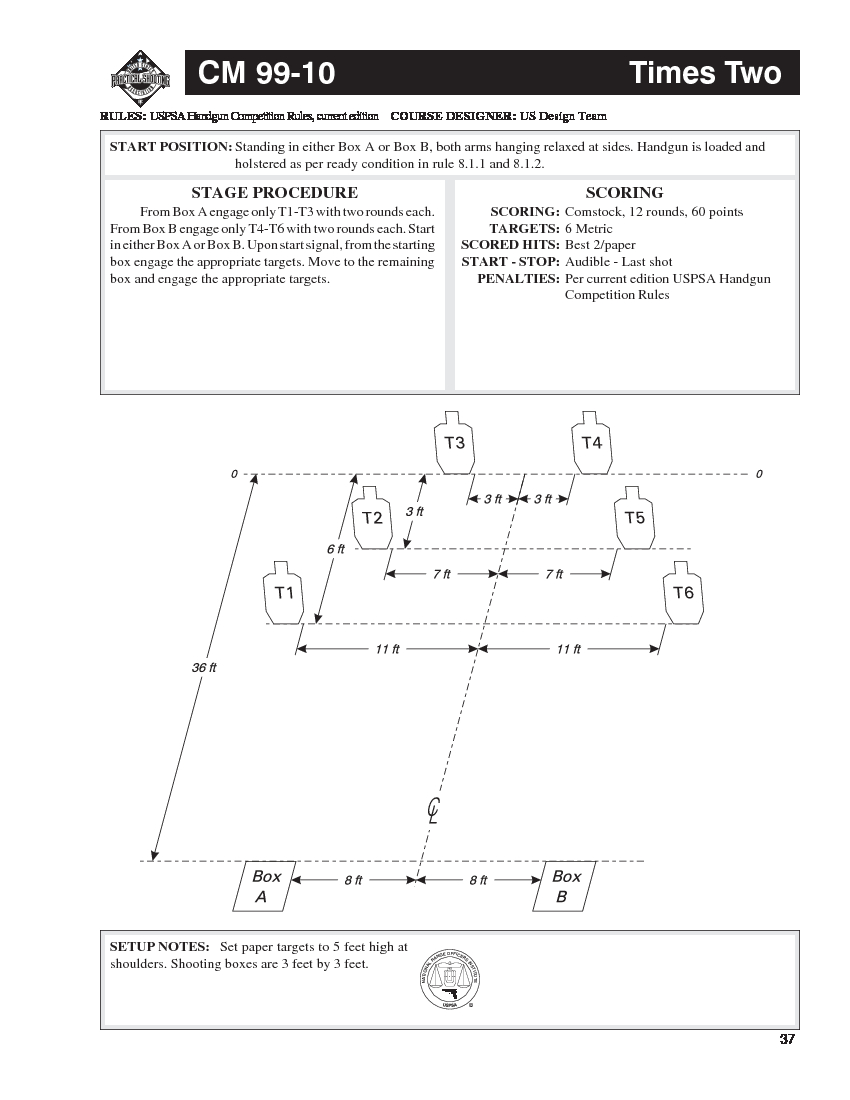 CM 99-10 Times Two
UNITED STATES
PRACTICAL SHOOTING
ASSOCIATION
RULES: USPSA Handgun Competition Rules, current edition COURSE DESIGNER: US Design Team
START POSITION: Standing in either Box A or Box B, both arms hanging relaxed at sides. Handgun is loaded and
holstered as per ready condition in rule 8.1.1 and 8.1.2.
STAGE PROCEDURE
From Box A engage only T1-T3 with two rounds each.
From Box B engage only T4-T6 with two rounds each. Start
in either Box A or Box B. Upon start signal, from the starting
box engage the appropriate targets. Move to the remaining
box and engage the appropriate targets.
SCORING
SCORING: Comstock, 12 rounds, 60 points
TARGETS: 6 Metric
SCORED HITS: Best 2/paper
START - STOP: Audible - Last shot
PENALTIES: Per current edition USPSA Handgun
Competition Rules
T3 T4
0 0
3 ft 3 ft
T2 3 ft T5
6 ft
7 ft 7 ft
T1 T6
11 ft 11 ft
36 ft
CL
Box A 8 ft 8 ft Box B
SETUP NOTES: Set paper targets to 5 feet high at
shoulders. Shooting boxes are 3 feet by 3 feet.
NATIONAL RANGE OFFICERS INSTITUTE
USPSA
37